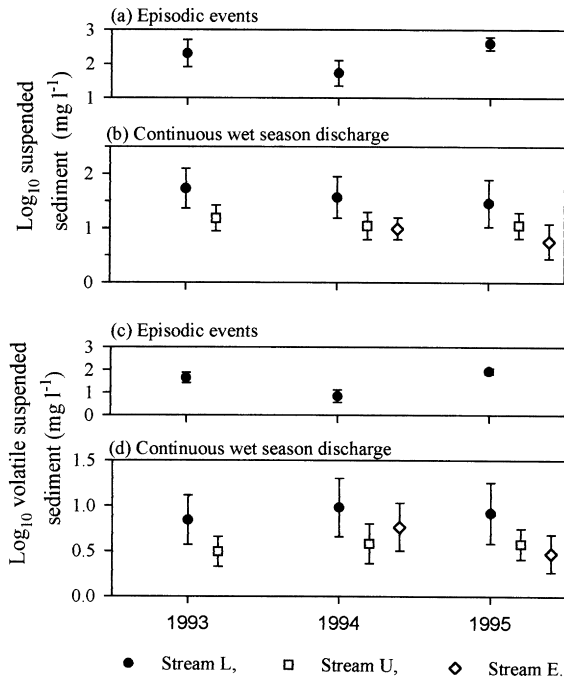 (a) Episodic events
3
2
1
(b) Continuous wet season discharge
2
1
0
Log10 suspended
sediment (mg l-1)
(c) Episodic events
3
2
1
0
(d) Continuous wet season discharge
1.5
1.0
0.5
0.0
Log10 volatile suspended
sediment (mg l-1)
1993 1994 1995
Stream L, Stream U, Stream E,